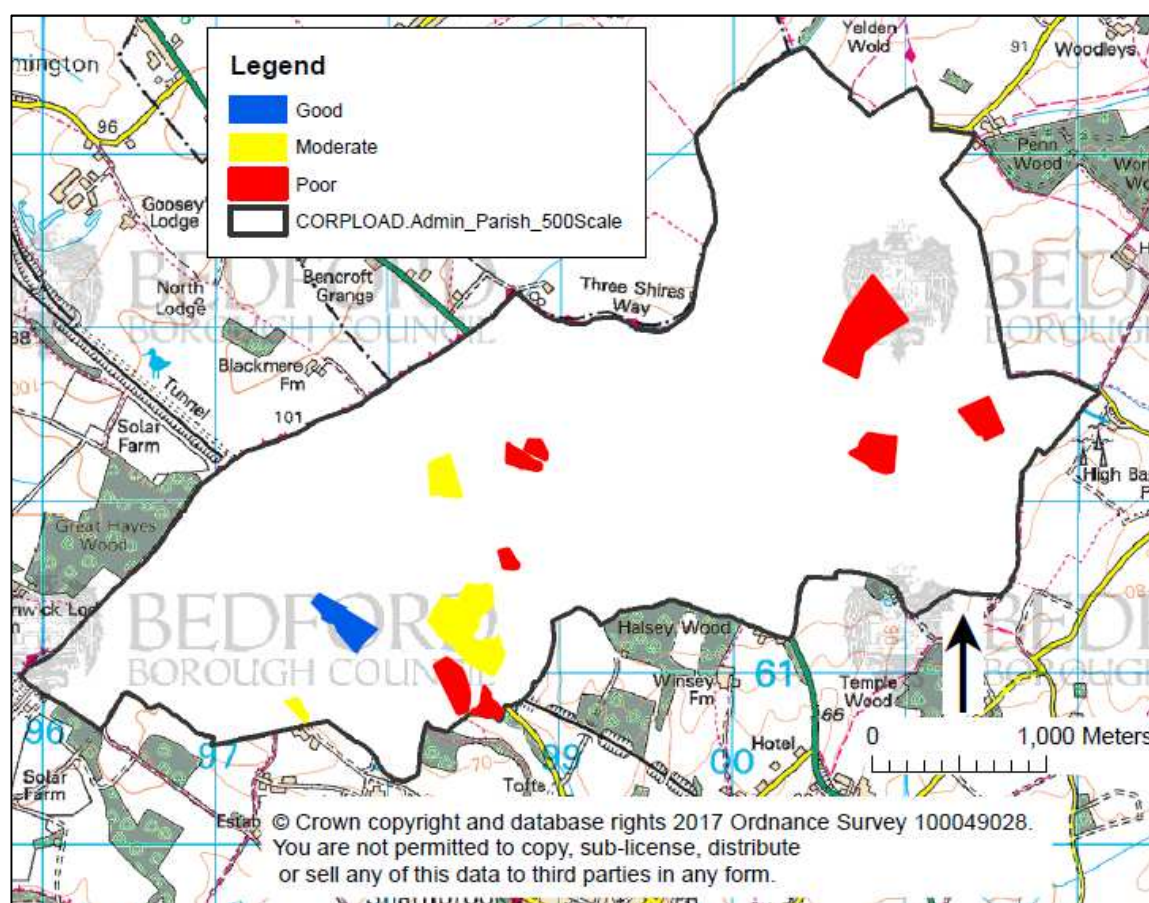 Legend
Good
Moderate
Poor
CORPLOAD.Admin_Parish_500Scale
Yelden
Wold
91
Woodleys
mington
96
Penn
Wood
Goosey'
Lodge
BEDFORD
BOROUGH COUNCIL
North
Lodge
Bencroft
Grange
Three Shires
Way
88
Blackmere
Fm
Tunnel
101
Solar
Farm
Great Hayes
Wood
High Ba
BEDFORD
BOROUGH COUNCIL
Halsey Wood
Winsey
Fm
61
Temple
Wood
66
96
97
99
00
Hotel
70
Solar
Farm
Tofte
Estab
0 1,000 Meters
© Crown copyright and database rights 2017 Ordnance Survey 100049028.
You are not permitted to copy, sub-license, distribute
or sell any of this data to third parties in any form.